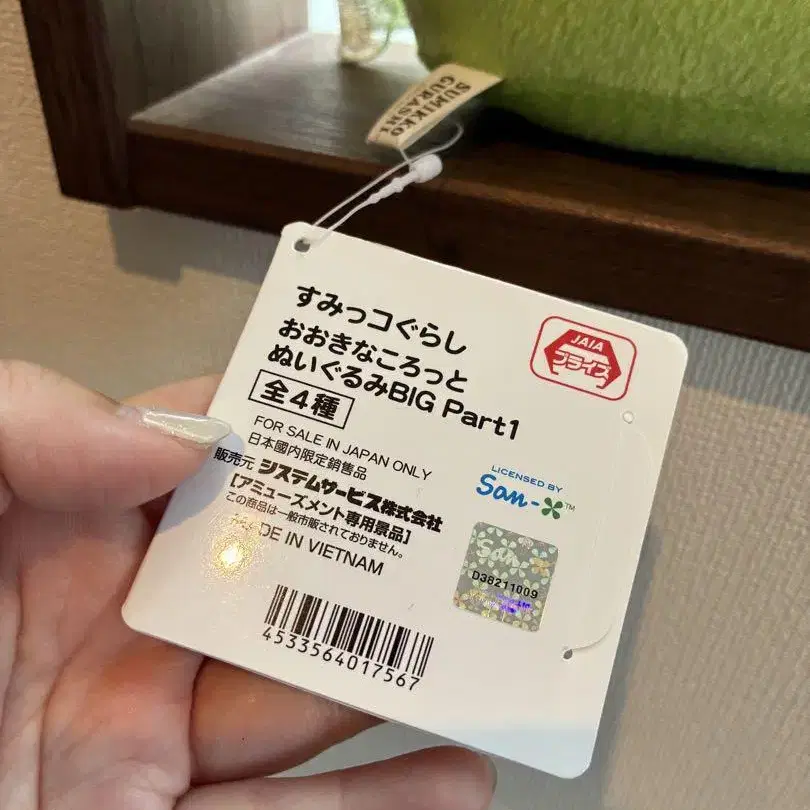 SUMIKKO
GURASHI
すみっコぐらし
おおきなころっと
ぬいぐるみBIG Part1
全4種
JAIA
プライズ
FOR SALE IN JAPAN ONLY
日本國内限定銷售品
販売元 システムサービス株式会社
[アミューズメント専用景品]
この商品は一般市販されておりません。
DE IN VIETNAM
LICENSED BY
San-X™
San
D38211009
4533564017567